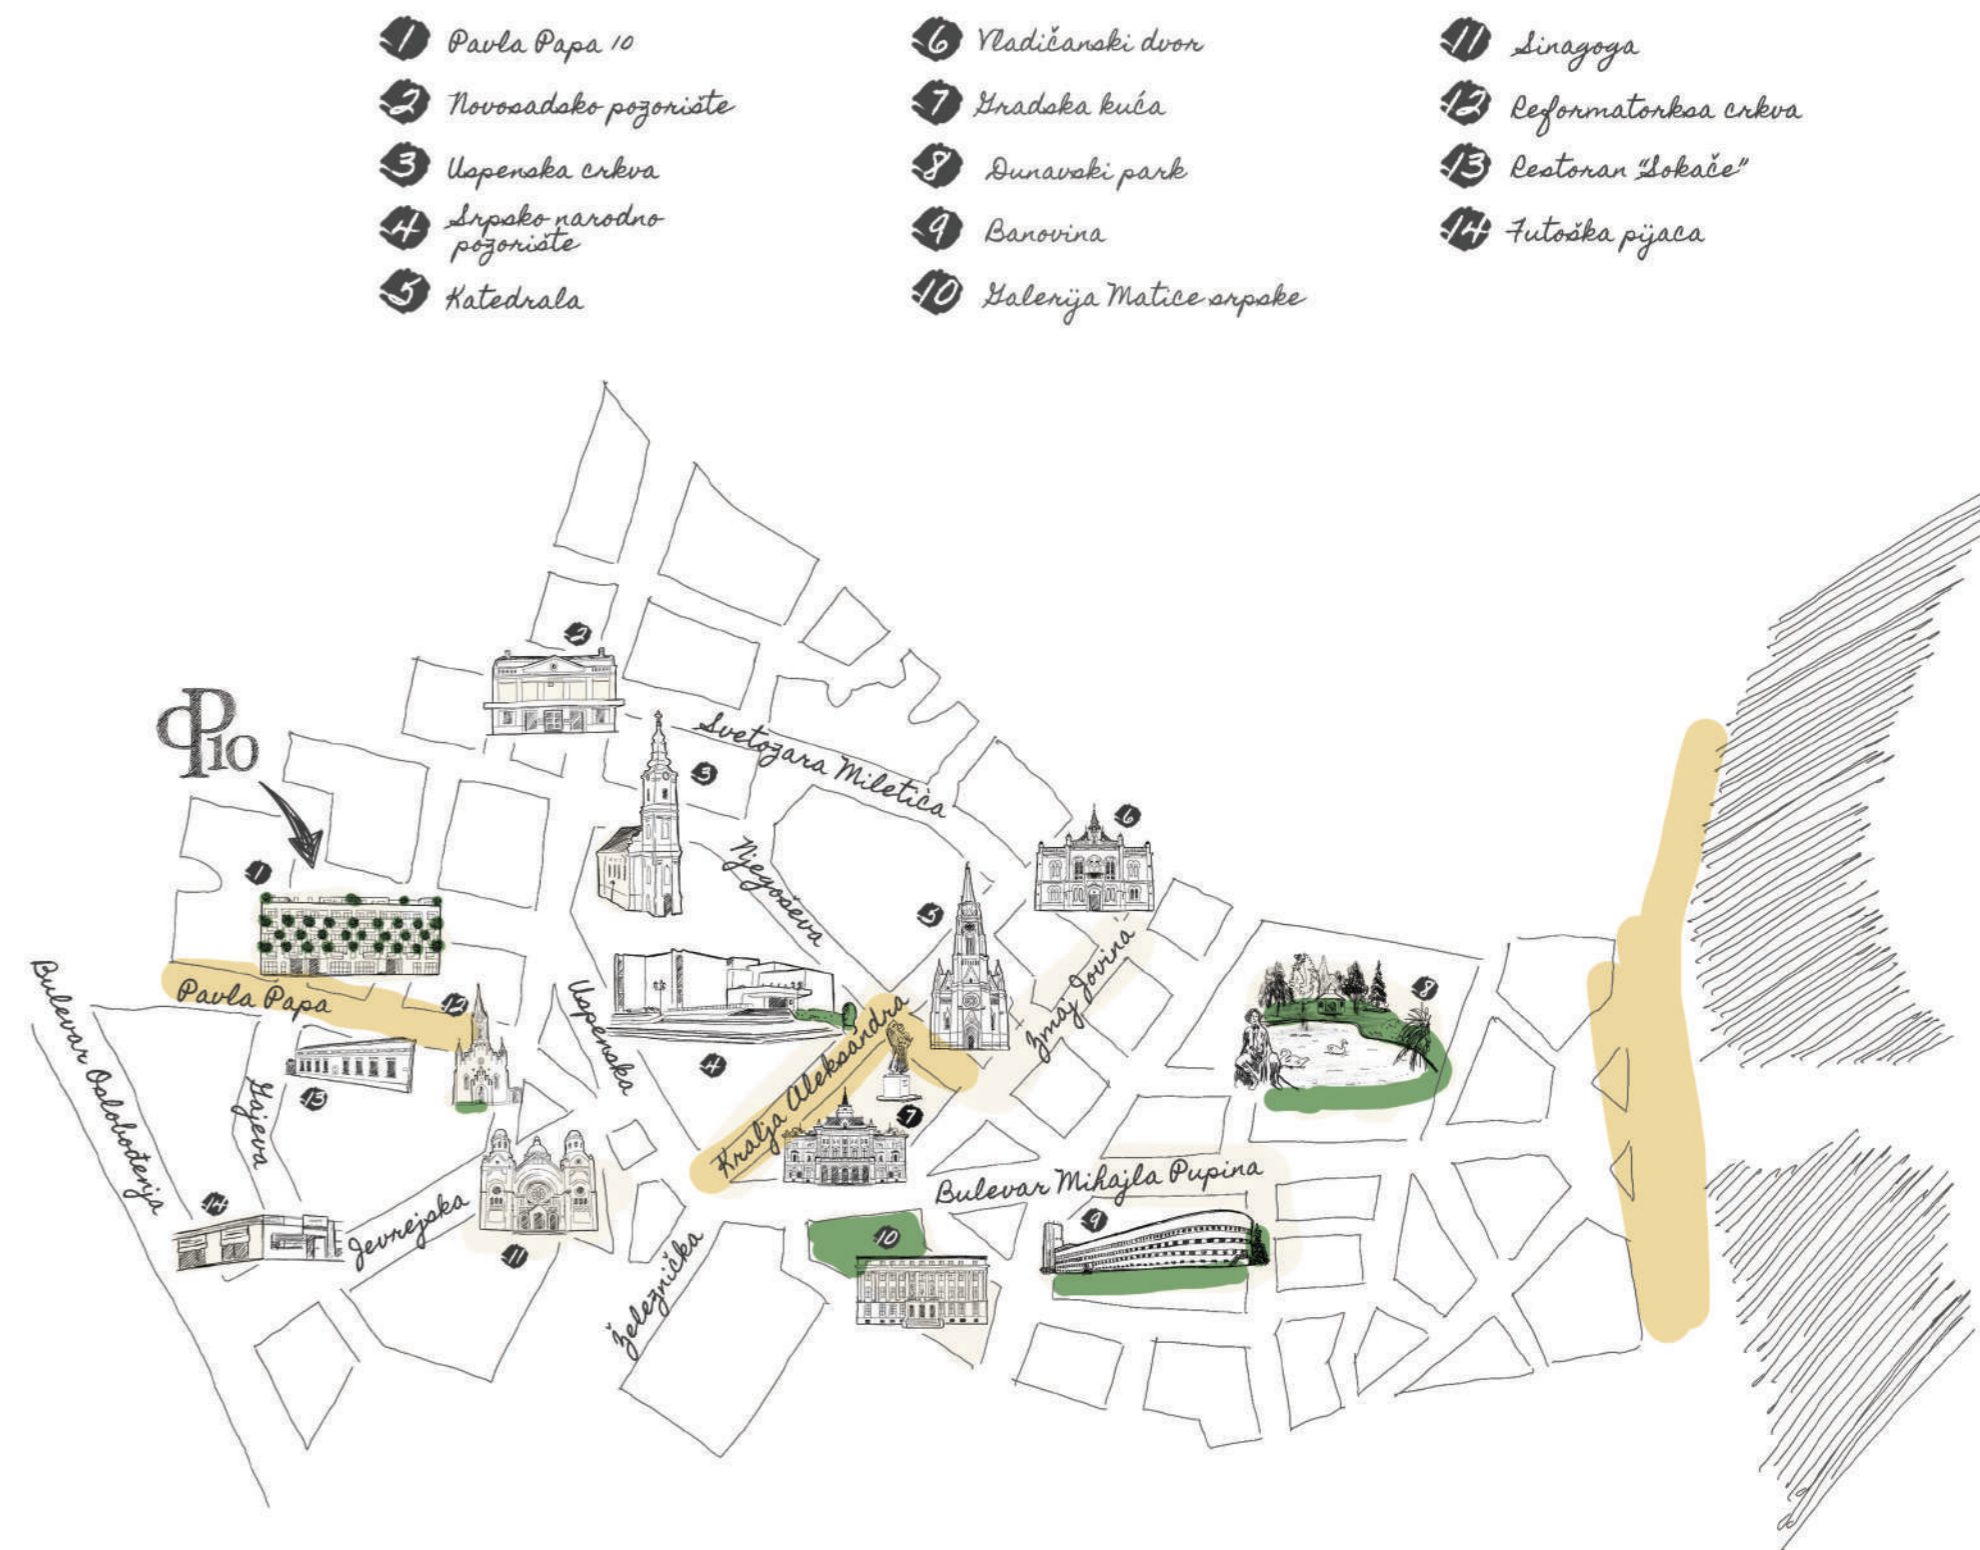 1 Pavla Papa 10
2 Novosadsko pozorište
3 Uspenska crkva
4 Srpsko narodno
pozorište
5 Katedrala
6 Vladičanski dvor
7 Gradska kuća
8 Dunavski park
9 Banovina
10 Galerija Matice srpske
11 Sinagoga
12 Reformatorksa crkva
13 Restoran "Sokače"
14 Futoška pijaca
2
P10
3
Svetozara Miletića
6
1
Njegoševa
5
Bulevar Oslobođenja
Pavla Papa
12
Uspenska
Kralja Aleksandra
Zmaj Jovina
8
4
13
Gajeva
7
14
Jevrejska
11
Železnička
Bulevar Mihajla Pupina
10
9